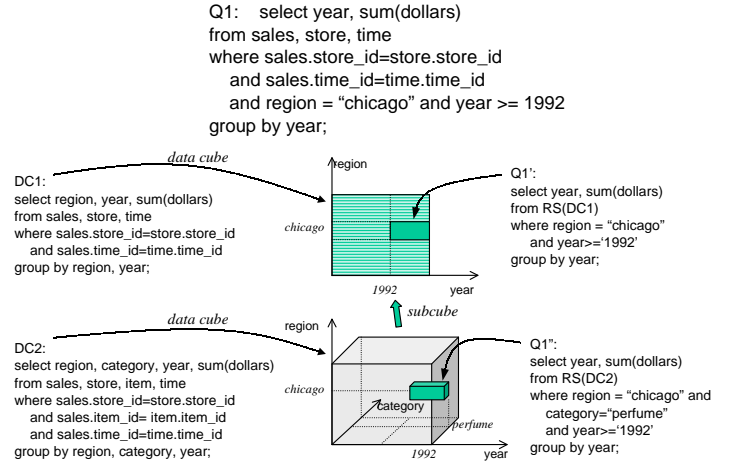 Q1: select year, sum(dollars)
from sales, store, time
where sales.store_id=store.store_id
and sales.time_id=time.time_id
and region = “chicago” and year >= 1992
group by year;
data cube
DC1:
select region, year, sum(dollars)
from sales, store, time
where sales.store_id=store.store_id
and sales.time_id=time.time_id
group by region, year;
region
chicago
1992
year
Q1’:
select year, sum(dollars)
from RS(DC1)
where region = “chicago”
and year>=‘1992’
group by year;
subcube
data cube
DC2:
select region, category, year, sum(dollars)
from sales, store, item, time
where sales.store_id=store.store_id
and sales.item_id= item.item_id
and sales.time_id=time.time_id
group by region, category, year;
region
chicago
category
perfume
1992
year
Q1”:
select year, sum(dollars)
from RS(DC2)
where region = “chicago” and
category=“perfume”
and year>=‘1992’
group by year;